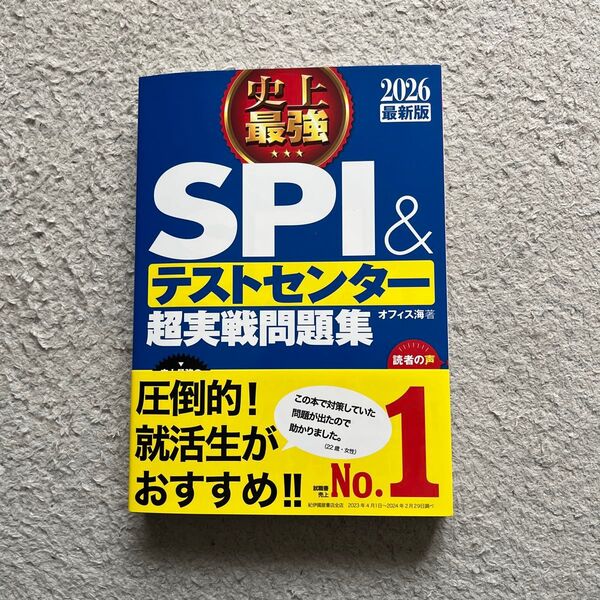 史上
最強
2026
最新版
SPI&
テストセンター
オフィス海著
超実戦問題集
読者の声
圧倒的!
就活生が
おすすめ!!
この本で対策していた
問題が出たので
助かりました。
(22歳・女性)
就職書
売上
No.1
紀伊國屋書店全店 2023年4月1日~2024年2月29日調べ